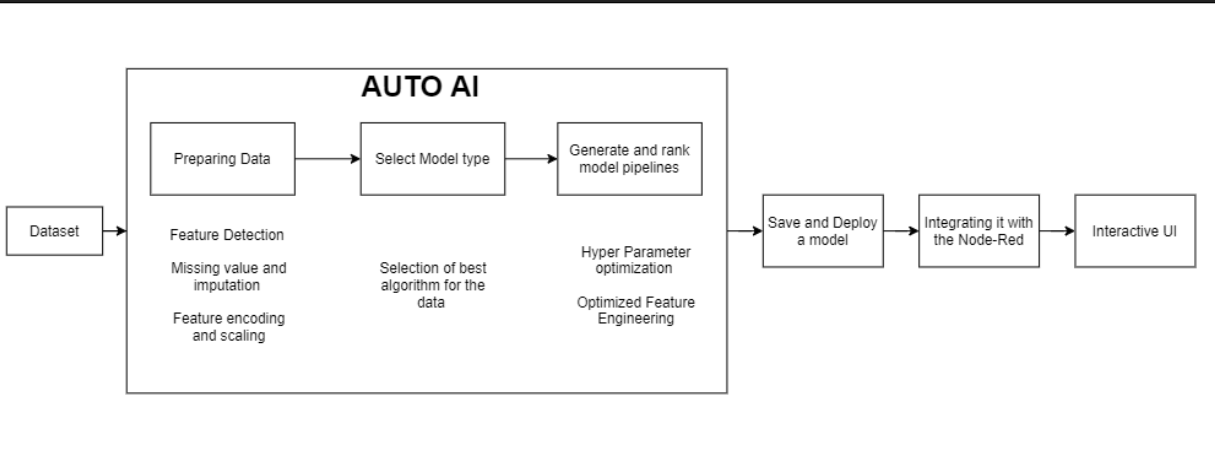 AUTO AI
Dataset
Preparing Data
Feature Detection
Missing value and
imputation
Feature encoding
and scaling
Select Model type
Selection of best
algorithm for the
data
Generate and rank
model pipelines
Hyper Parameter
optimization
Optimized Feature
Engineering
Save and Deploy
a model
Integrating it with
the Node-Red
Interactive UI